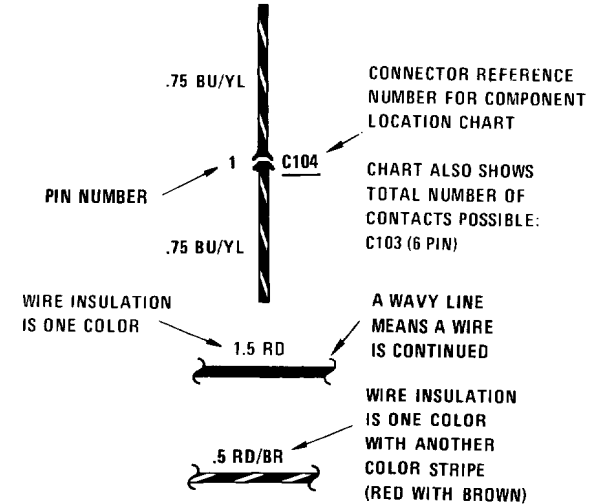 .75 BU/YL
CONNECTOR REFERENCE
NUMBER FOR COMPONENT
LOCATION CHART
1
C104
PIN NUMBER
CHART ALSO SHOWS
TOTAL NUMBER OF
CONTACTS POSSIBLE:
C103 (6 PIN)
.75 BU/YL
WIRE INSULATION
IS ONE COLOR
1.5 RD
A WAVY LINE
MEANS A WIRE
IS CONTINUED
.5 RD/BR
WIRE INSULATION
IS ONE COLOR
WITH ANOTHER
COLOR STRIPE
(RED WITH BROWN)